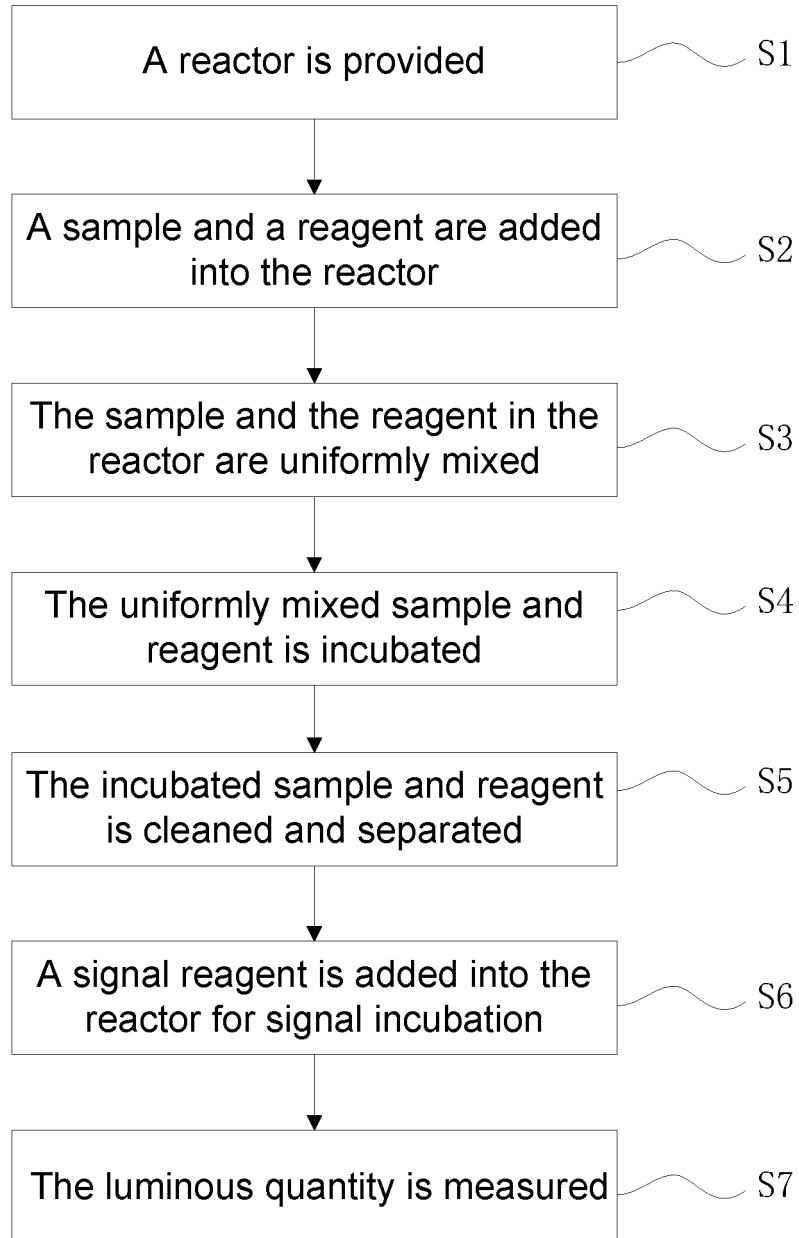 A reactor is provided
S1
A sample and a reagent are added
into the reactor
S2
The sample and the reagent in the
reactor are uniformly mixed
S3
The uniformly mixed sample and
reagent is incubated
S4
The incubated sample and reagent
is cleaned and separated
S5
A signal reagent is added into the
reactor for signal incubation
S6
The luminous quantity is measured
S7